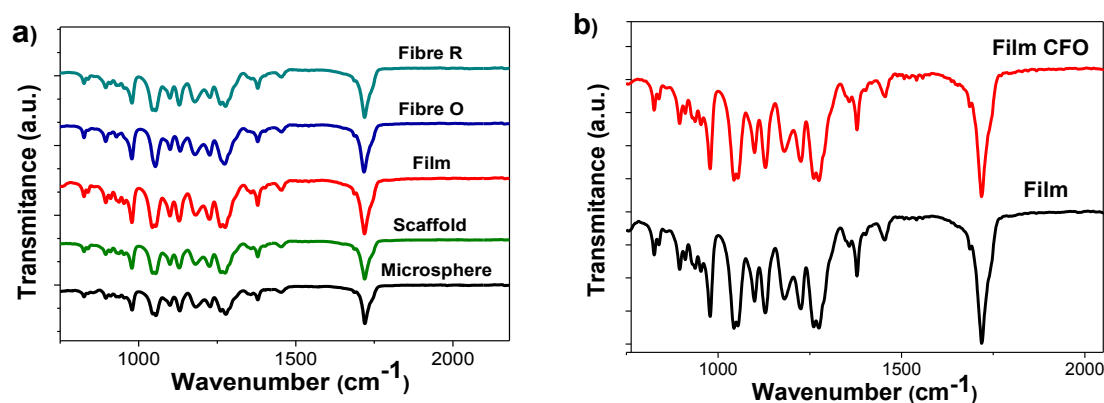 a)
Transmitance (a.u.)
Fibre R
Fibre O
Film
Scaffold
Microsphere
1000 1500 2000
Wavenumber (cm-1)
b)
Transmitance (a.u.)
Film CFO
Film
1000 1500 2000
Wavenumber (cm-1)